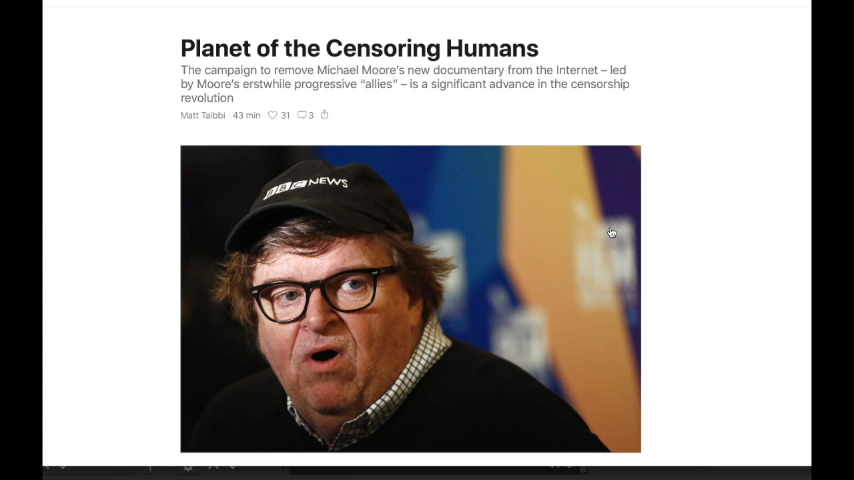 Planet of the Censoring Humans
The campaign to remove Michael Moore's new documentary from the Internet – led
by Moore's erstwhile progressive "allies" – is a significant advance in the censorship
revolution
Matt Taibbi 43 min 31 3
BBC NEWS